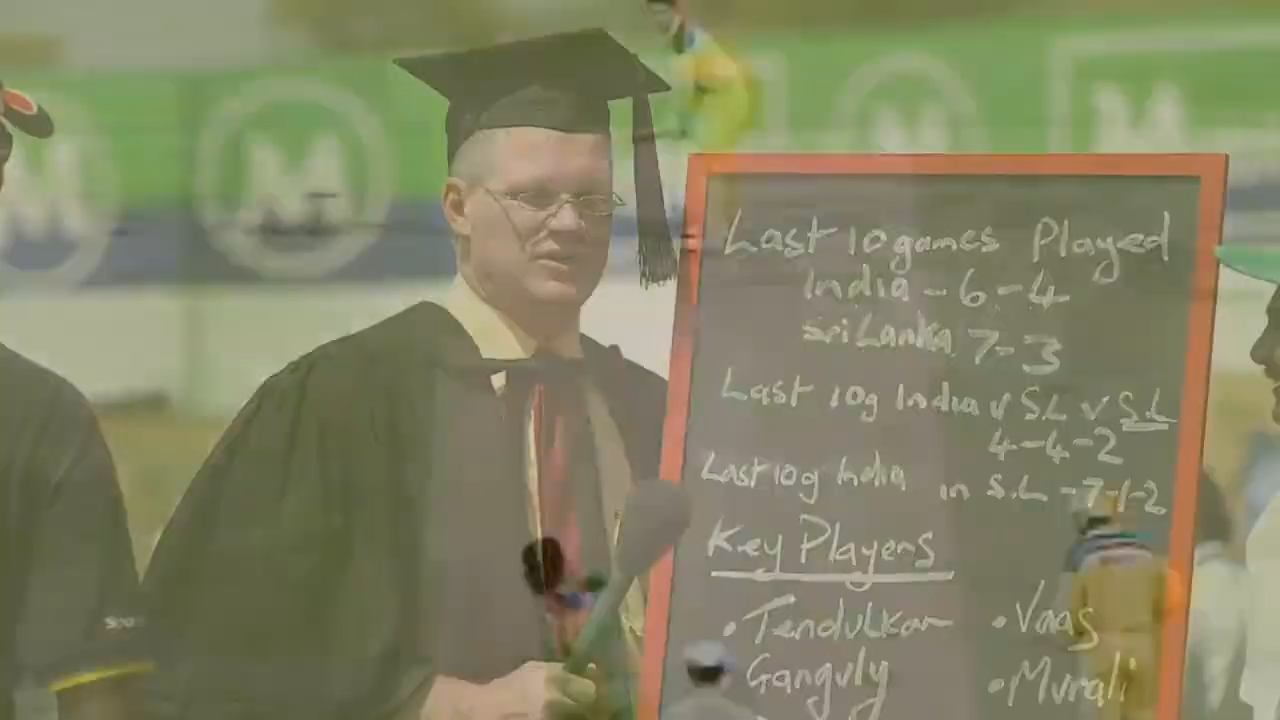 Last 10 games Played
India - 6 - 4
Sri Lanka 7 - 3
Last 10g India v S.L v S.L
4-4-2
Last 10g India in S.L - 7-1-2
Key Players
• Tendulkar • Vaas
Ganguly • Murali